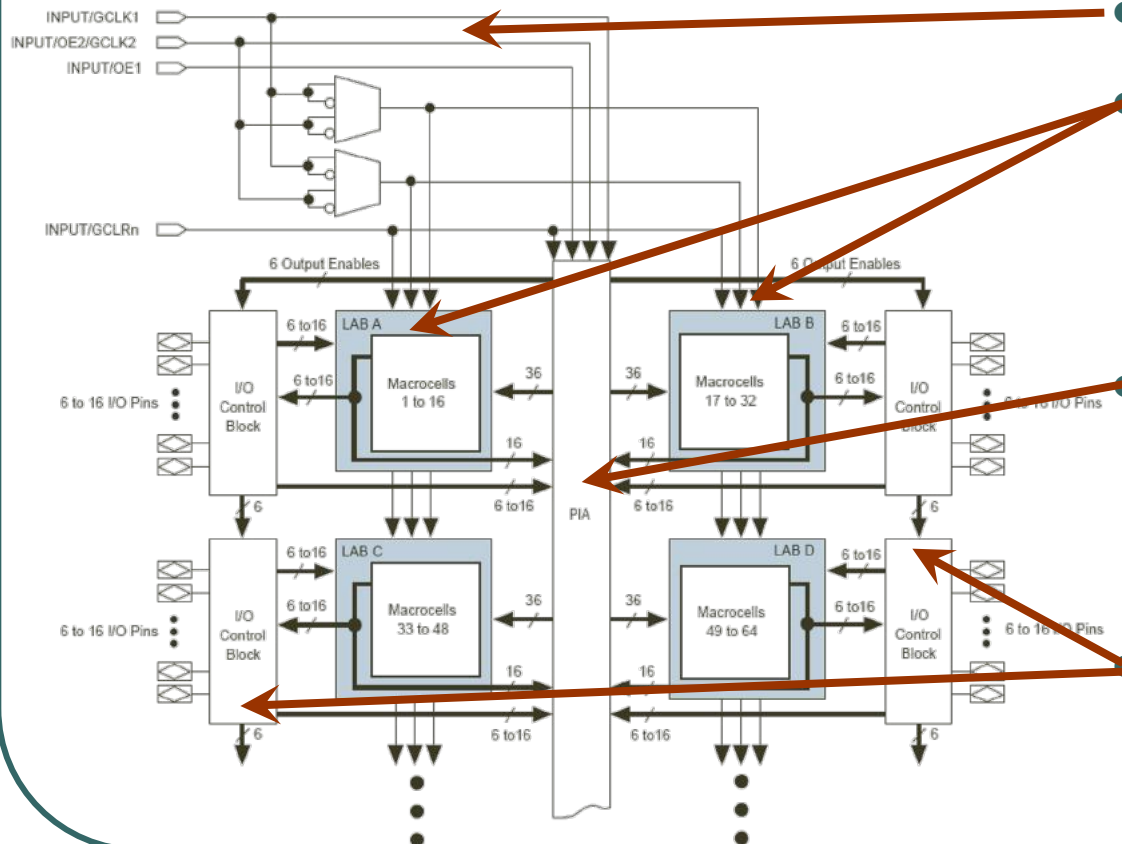 INPUT/GCLK1
INPUT/OE2/GCLK2
INPUT/OE1
INPUT/GCLRn
6 Output Enables
6 Output Enables
LAB A
LAB B
6 to16
6 to16
I/O
Control
Block
6 to16
Macrocells
1 to 16
36
36
Macrocells
17 to 32
6 to16
I/O
Control
Block
6 to 16 I/O Pins
6 to 16 I/O Pins
16
16
6 to16
6 to16
PIA
6
6
LAB C
LAB D
6 to16
6 to16
I/O
Control
Block
6 to16
Macrocells
33 to 48
36
36
Macrocells
49 to 64
6 to16
I/O
Control
Block
6 to 16 I/O Pins
6 to 16 I/O Pins
16
16
6 to16
6 to16
6
6